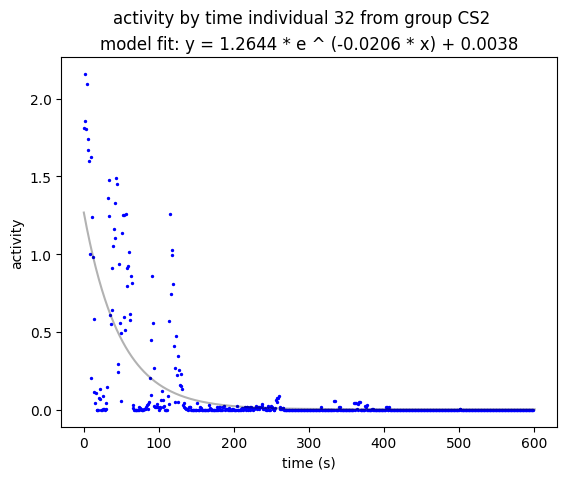 activity by time individual 32 from group CS2
model fit: y = 1.2644 * e ^ (-0.0206 * x) + 0.0038
2.0
1.5
1.0
0.5
0.0
activity
0 100 200 300 400 500 600
time (s)